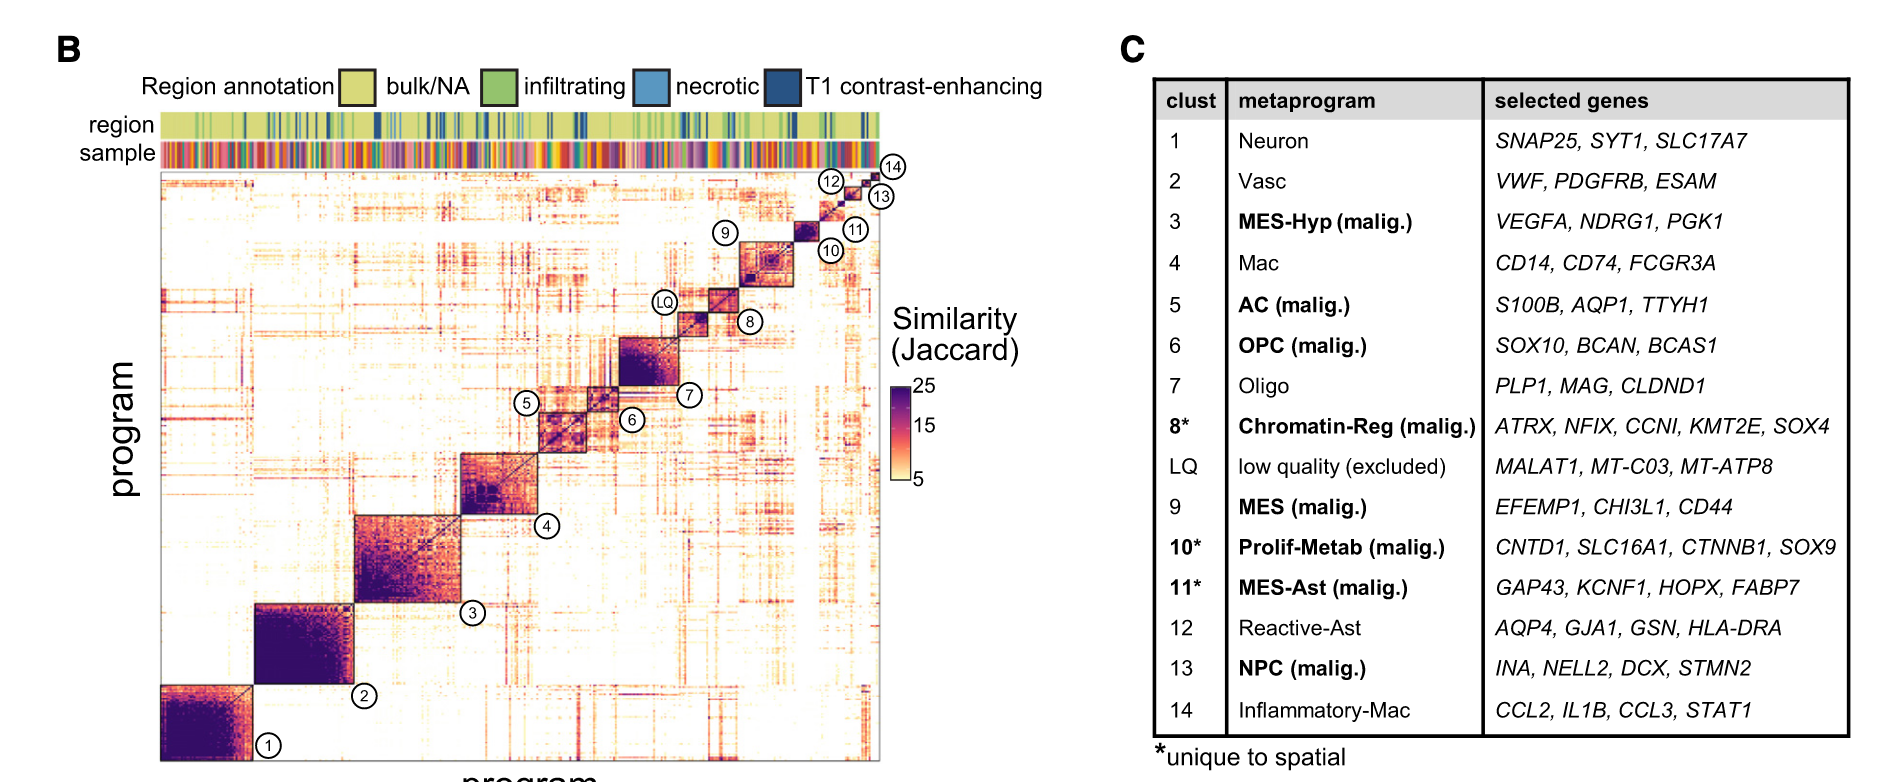 B
Region annotation bulk/NA infiltrating necrotic T1 contrast-enhancing
region
sample
14
12
13
9
11
10
LQ
8
7
5
6
4
3
2
1
program
program
Similarity
(Jaccard)
25
15
5
C
clust metaprogram selected genes
1 Neuron SNAP25, SYT1, SLC17A7
2 Vasc VWF, PDGFRB, ESAM
3 MES-Hyp (malig.) VEGFA, NDRG1, PGK1
4 Mac CD14, CD74, FCGR3A
5 AC (malig.) S100B, AQP1, TTYH1
6 OPC (malig.) SOX10, BCAN, BCAS1
7 Oligo PLP1, MAG, CLDND1
8* Chromatin-Reg (malig.) ATRX, NFIX, CCNI, KMT2E, SOX4
LQ low quality (excluded) MALAT1, MT-C03, MT-ATP8
9 MES (malig.) EFEMP1, CHI3L1, CD44
10* Prolif-Metab (malig.) CNTD1, SLC16A1, CTNNB1, SOX9
11* MES-Ast (malig.) GAP43, KCNF1, HOPX, FABP7
12 Reactive-Ast AQP4, GJA1, GSN, HLA-DRA
13 NPC (malig.) INA, NELL2, DCX, STMN2
14 Inflammatory-Mac CCL2, IL1B, CCL3, STAT1
*unique to spatial